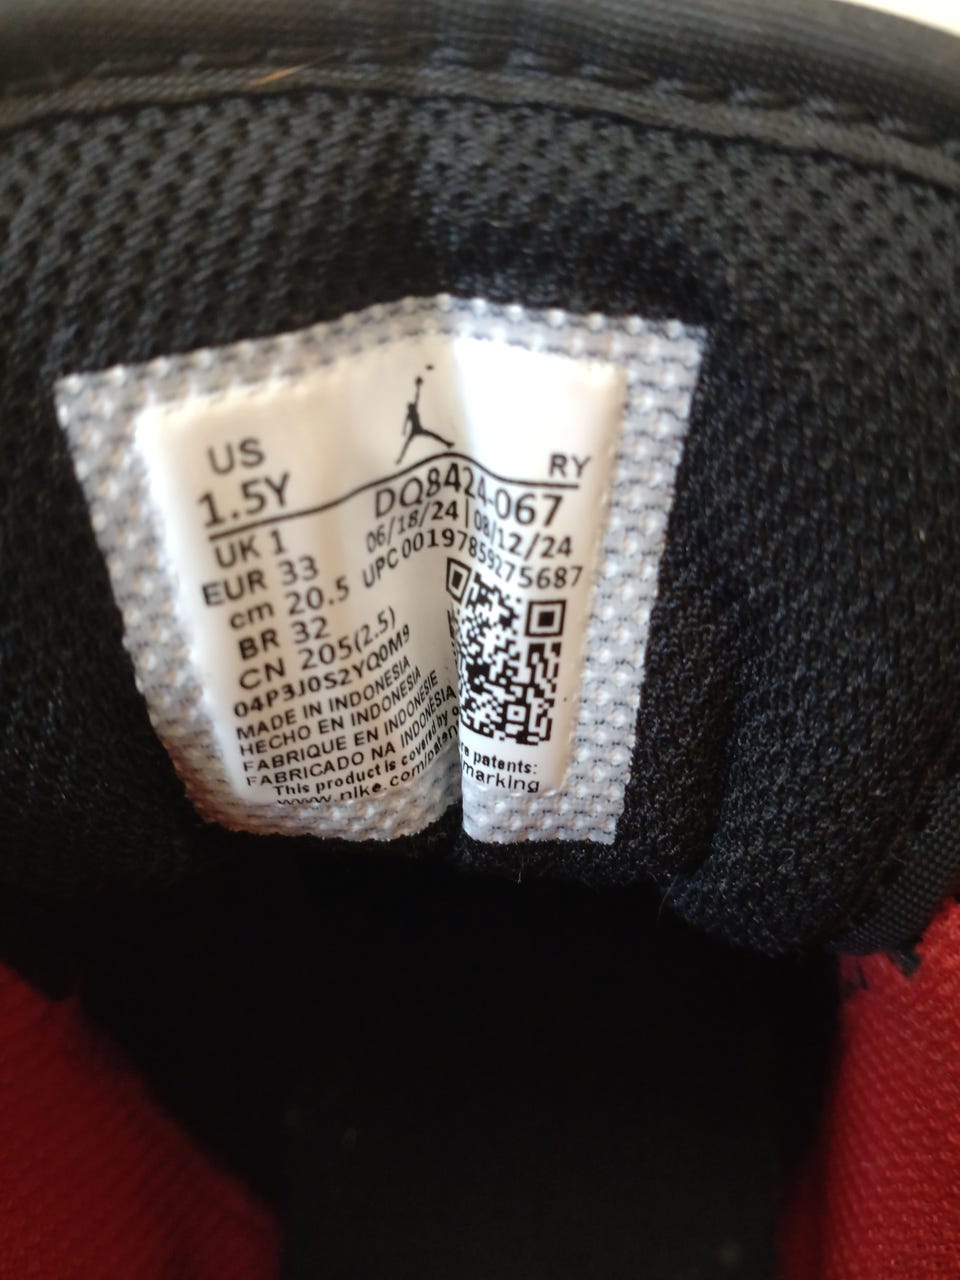 US
1.5Y
RY
UK 1
EUR 33
cm 20.5
BR 32
CN 205(2.5)
04P3J0S2YQ0M9
MADE IN INDONESIA
HECHO EN INDONESIA
FABRIQUE EN INDONESIE
FABRICADO NA INDONÉSIA
This product is covered by
www.nike.com
DQ8424-067
06/18/24 | 08/12/24
UPC 00197859275687
patents:
marking